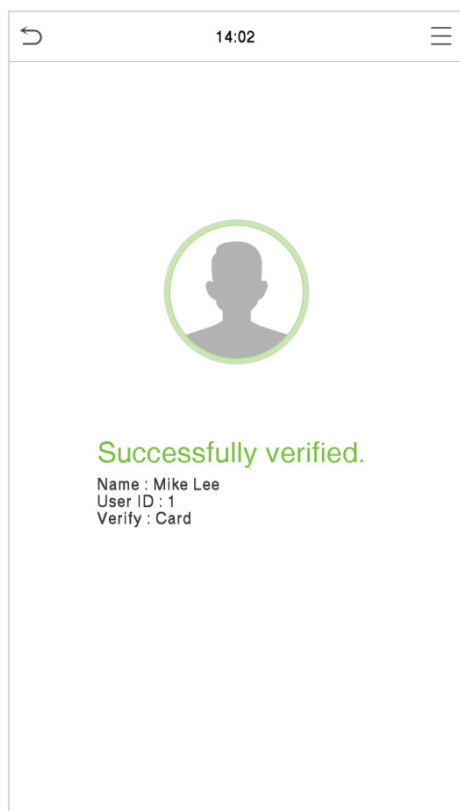 14:02
Successfully verified.
Name : Mike Lee
User ID : 1
Verify : Card